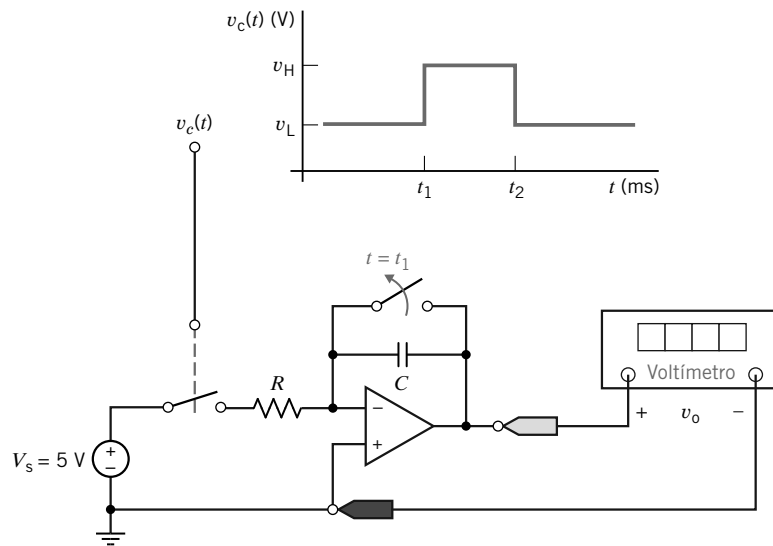 v_c(t) (V)
v_H
v_L
t_1
t_2
t (ms)
v_c(t)
t = t_1
R
C
−
+
Voltímetro
+
v_o
−
V_s = 5 V
+
−